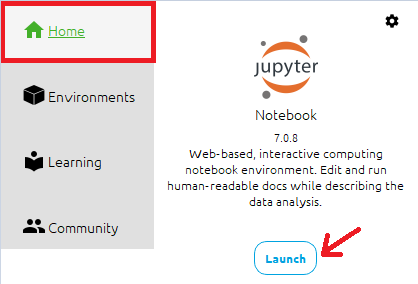 Home
Environments
Learning
Community
jupyter
Notebook
7.0.8
Web-based, interactive computing
notebook environment. Edit and run
human-readable docs while describing the
data analysis.
Launch